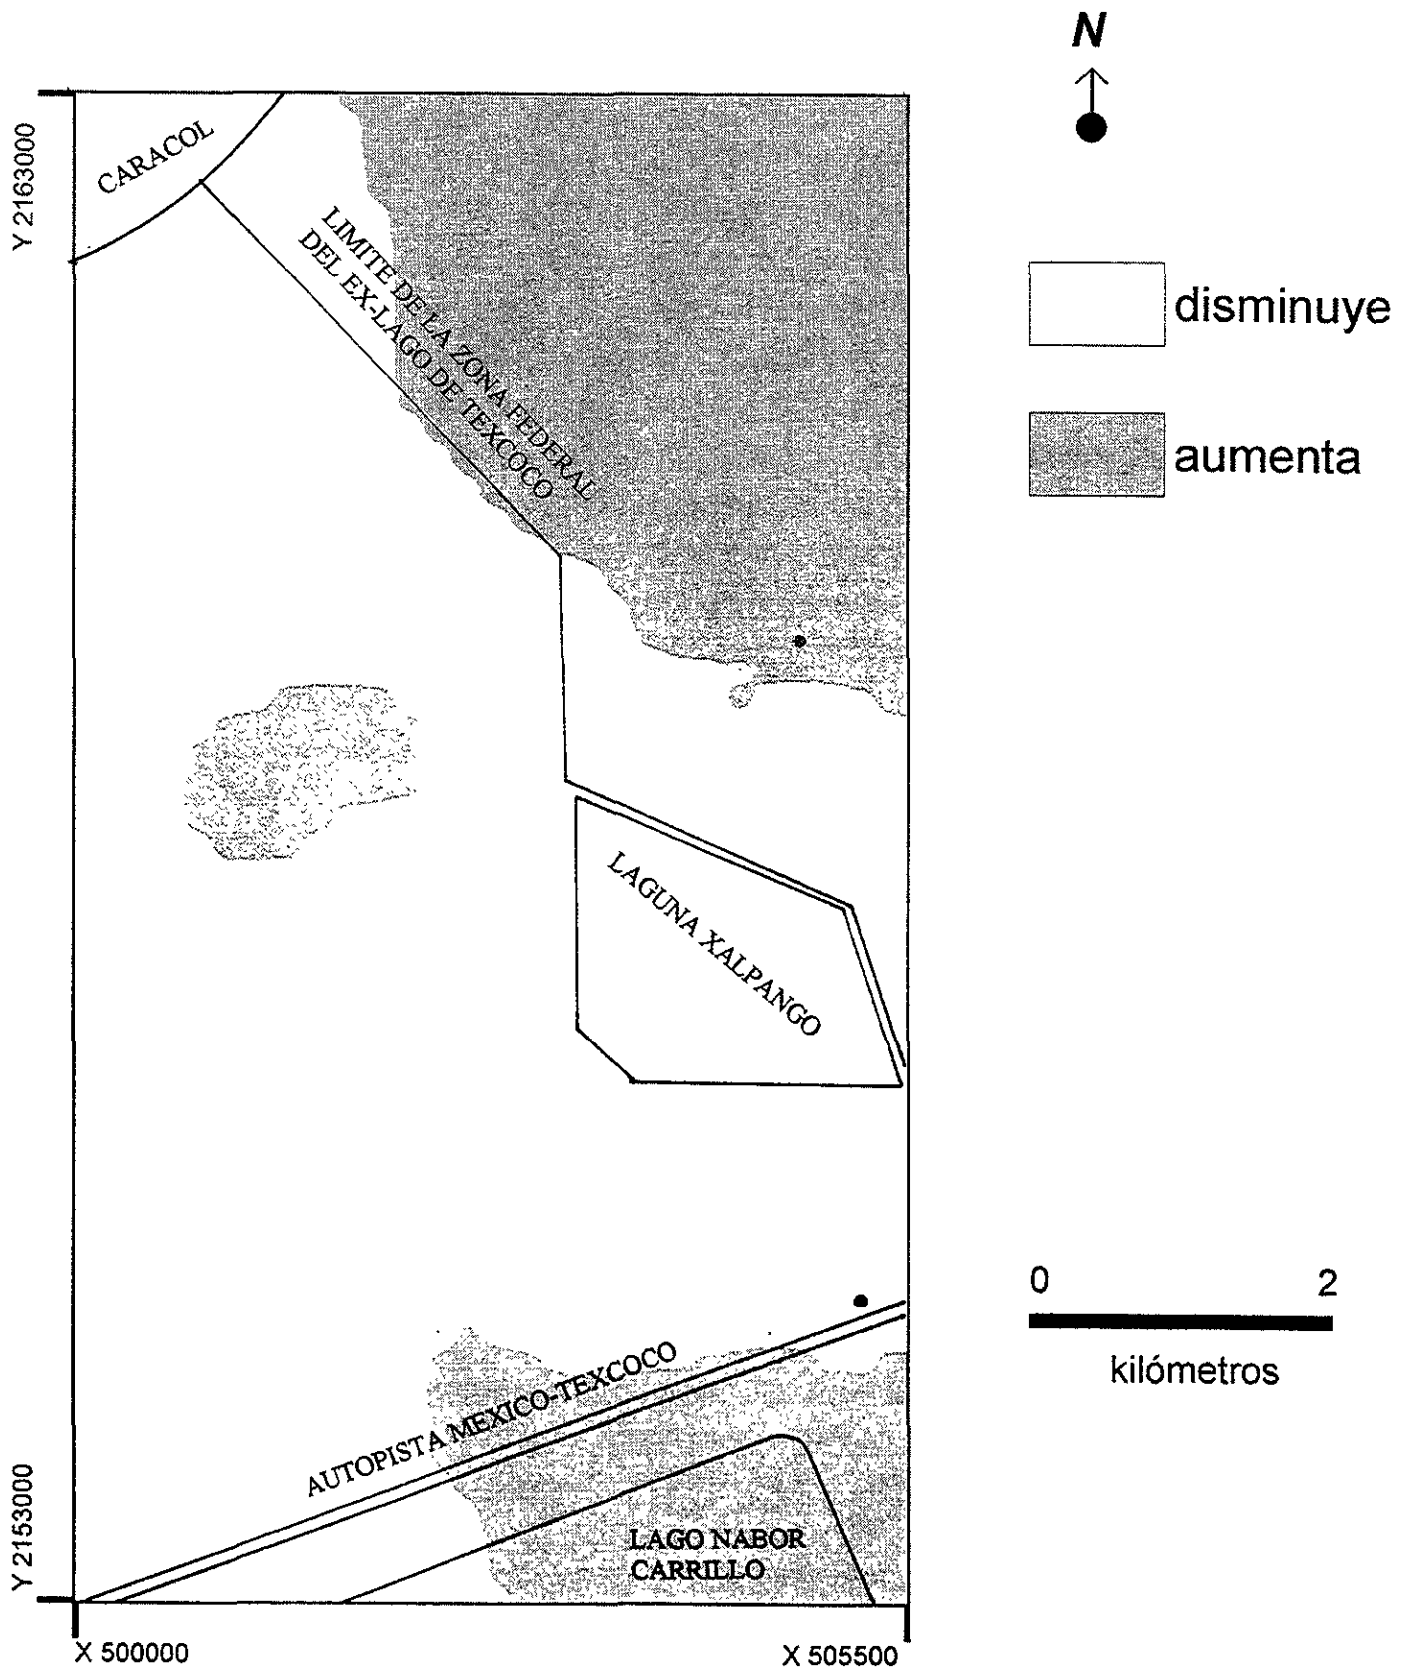 N
Y 2163000
CARACOL
LIMITE DE LA ZONA FEDERAL
DEL EX-LAGO DE TEXCOCO
disminuye
aumenta
LAGUNA XALPANGO
0 2
kilómetros
AUTOPISTA MEXICO-TEXCOCO
LAGO NABOR
CARRILLO
Y 2153000
X 500000
X 505500